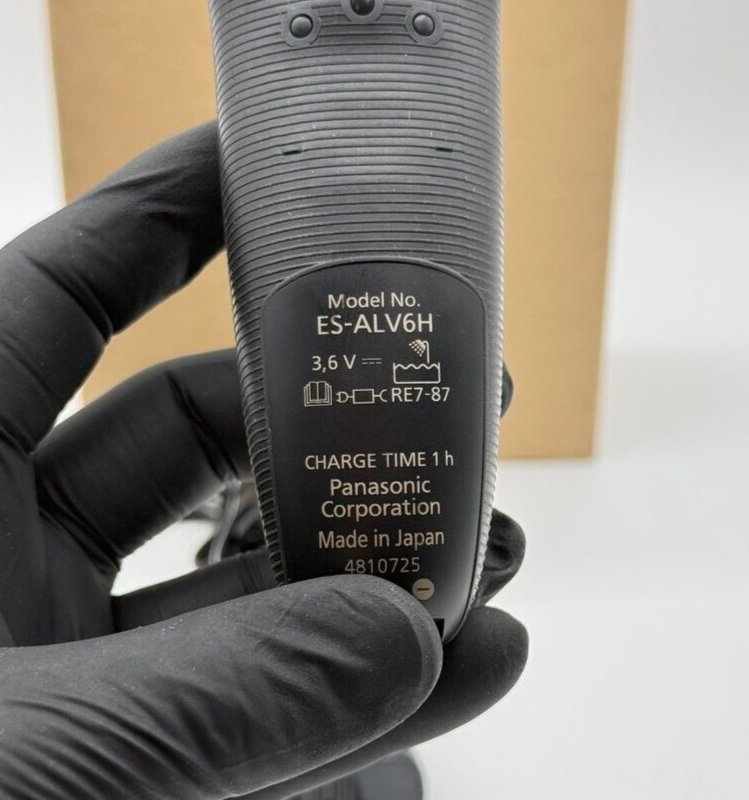 Model No.
ES-ALV6H
3,6 V
RE7-87
CHARGE TIME 1 h
Panasonic
Corporation
Made in Japan
4810725